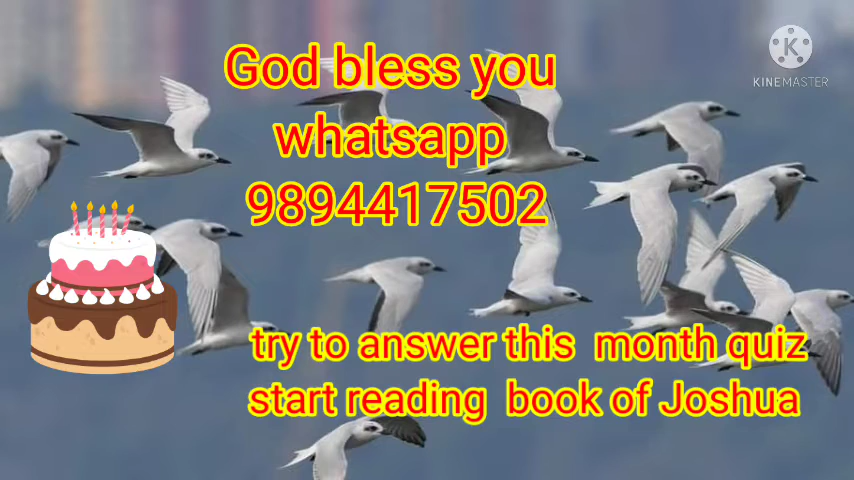 KINEMASTER
God bless you
whatsapp
9894417502
try to answer this month quiz
start reading book of Joshua